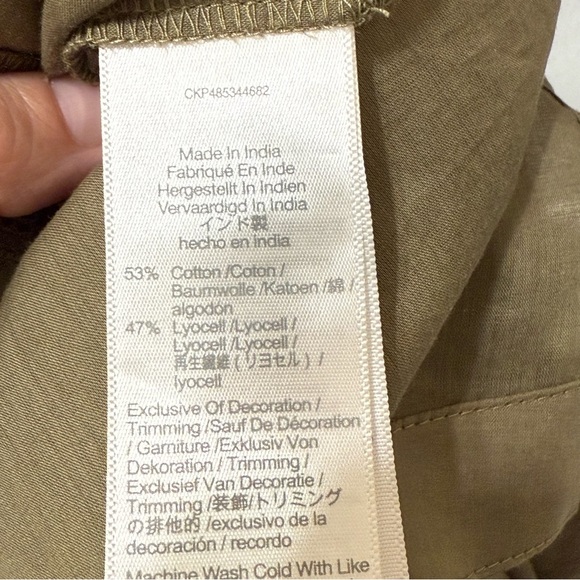 CKP485344682
Made In India
Fabriqué En Inde
Hergestellt In Indien
Vervaardigd In India
インド製
hecho en india
53% Cotton /Coton /
Baumwolle /Katoen /綿 /
algodon
47% Lyocell /Lyocell /
Lyocell /Lyocell /
再生繊維 ( リヨセル) /
lyocell
Exclusive Of Decoration /
Trimming /Sauf De Décoration
/ Garniture /Exklusiv Von
Dekoration / Trimming /
Exclusief Van Decoratie /
Trimming /装飾/トリミング
の排他的 /exclusivo de la
decoración / recordo
Machine Wash Cold With Like